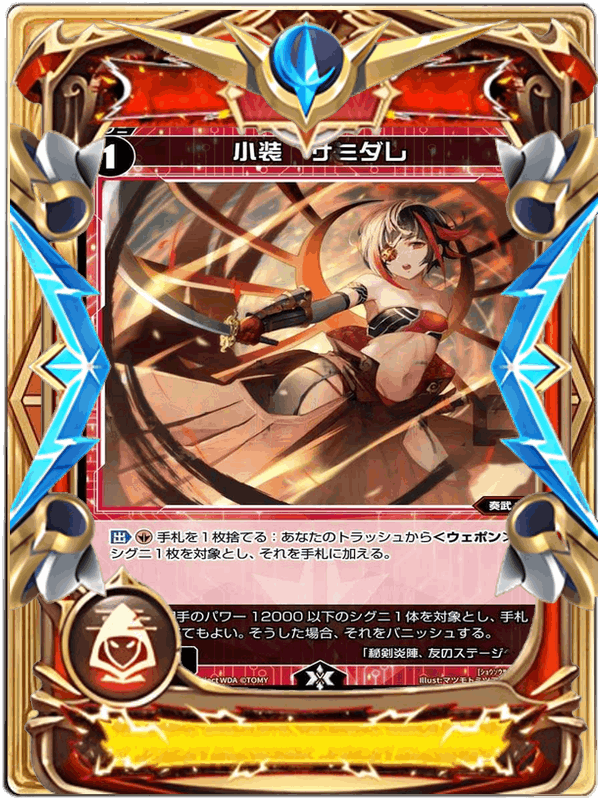 1
小装 サミダレ
奏武
出 手札を1枚捨てる:あなたのトラッシュから<ウェポン>
シグニ1枚を対象とし、それを手札に加える。
手のパワー12000以下のシグニ1体を対象とし、手札
てもよい。そうした場合、それをバニッシュする。
「秘剣炎陣、友のステージ
ject WDA ©TOMY
Illust:マツモト